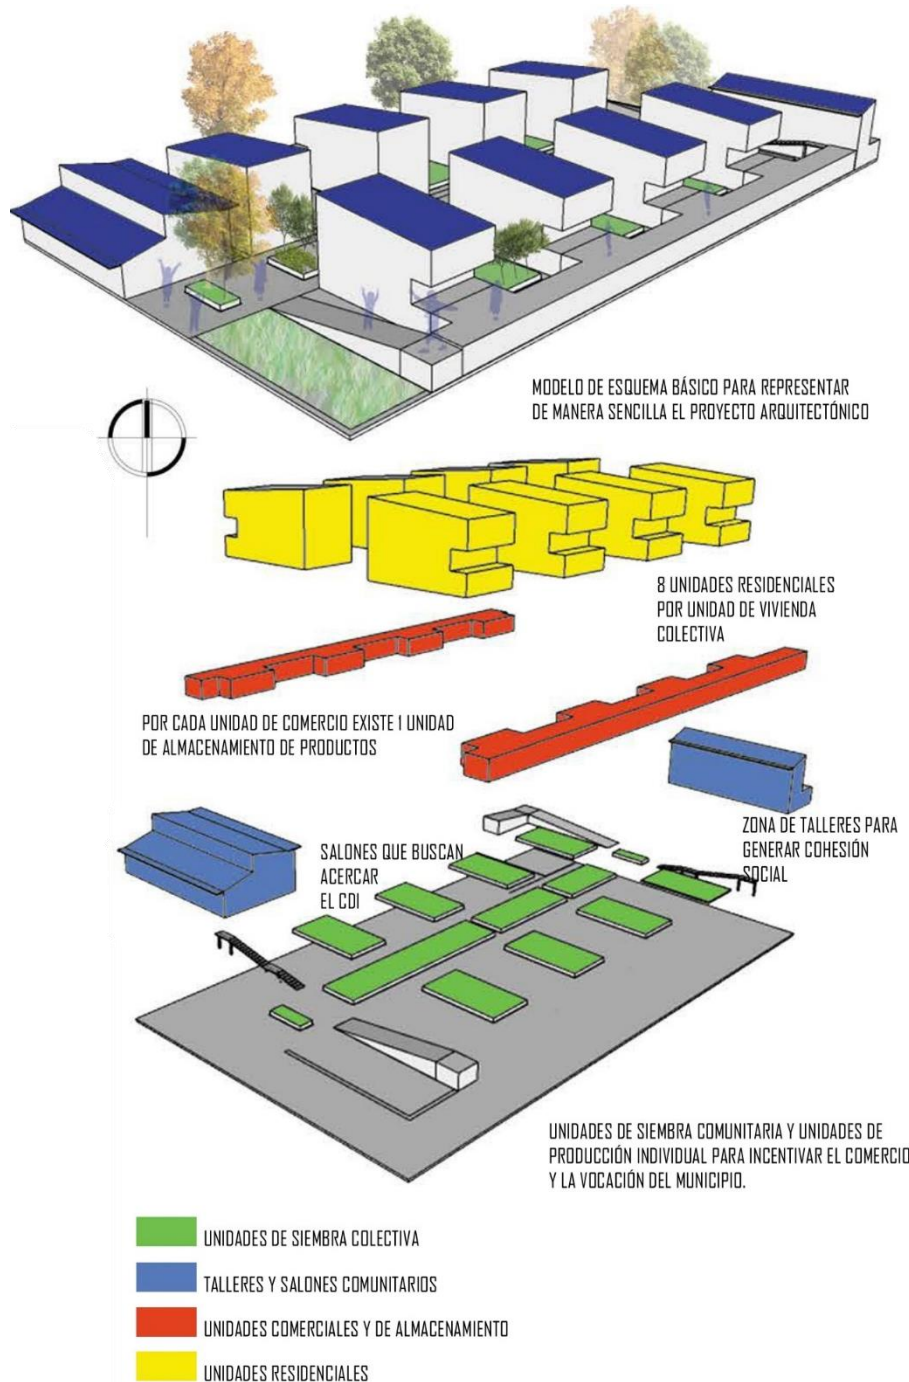 MODELO DE ESQUEMA BÁSICO PARA REPRESENTAR
DE MANERA SENCILLA EL PROYECTO ARQUITECTÓNICO
8 UNIDADES RESIDENCIALES
POR UNIDAD DE VIVIENDA
COLECTIVA
POR CADA UNIDAD DE COMERCIO EXISTE 1 UNIDAD
DE ALMACENAMIENTO DE PRODUCTOS
ZONA DE TALLERES PARA
GENERAR COHESIÓN
SOCIAL
SALONES QUE BUSCAN
ACERCAR
EL CDI
UNIDADES DE SIEMBRA COMUNITARIA Y UNIDADES DE
PRODUCCIÓN INDIVIDUAL PARA INCENTIVAR EL COMERCIO
Y LA VOCACIÓN DEL MUNICIPIO.
UNIDADES DE SIEMBRA COLECTIVA
TALLERES Y SALONES COMUNITARIOS
UNIDADES COMERCIALES Y DE ALMACENAMIENTO
UNIDADES RESIDENCIALES